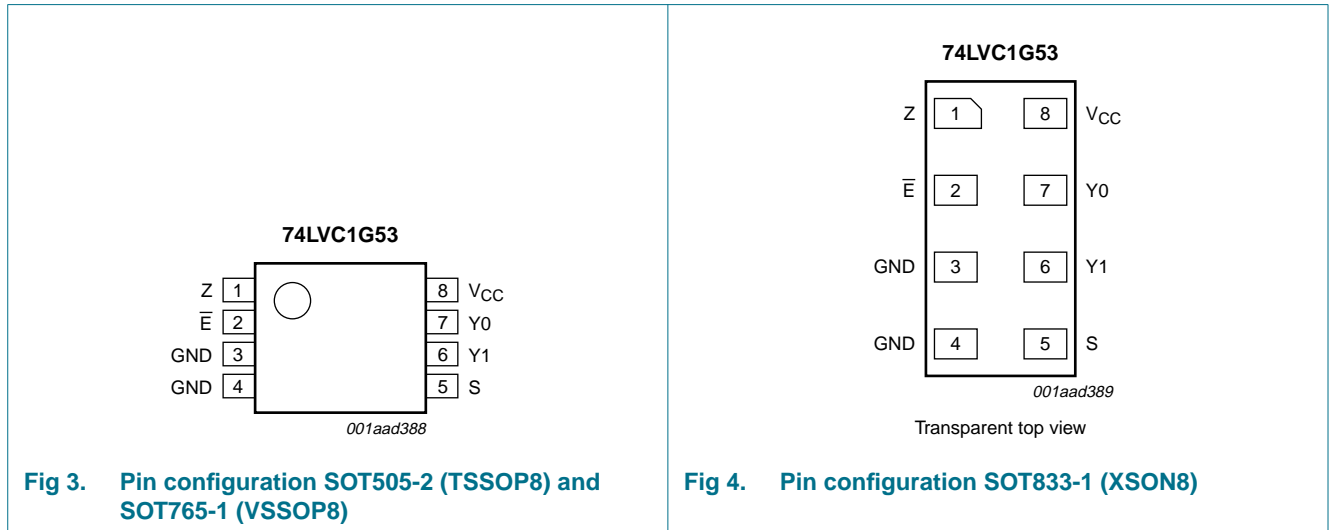 74LVC1G53
Z 1 8 VCC
E̅ 2 7 Y0
GND 3 6 Y1
GND 4 5 S
001aad388
Fig 3. Pin configuration SOT505-2 (TSSOP8) and
SOT765-1 (VSSOP8)
74LVC1G53
Z 1 8 VCC
E̅ 2 7 Y0
GND 3 6 Y1
GND 4 5 S
001aad389
Transparent top view
Fig 4. Pin configuration SOT833-1 (XSON8)